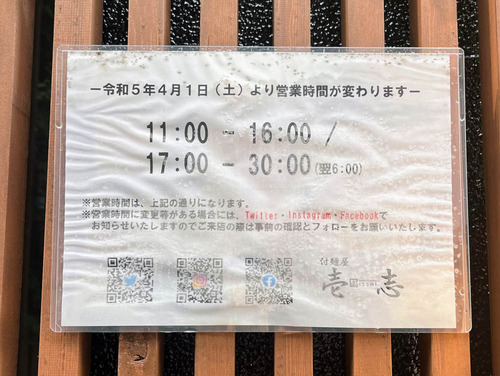 －令和５年４月１日（土）より営業時間が変わります－
11:00 － 16:00 /
17:00 － 30:00(翌6:00)
※営業時間は、上記の通りになります。
※営業時間に変更等がある場合には、Twitter・Instagram・Facebookで
お知らせいたしますのでご来店の際は事前の確認とフォローをお願いいたします。
付麺屋
壱 志